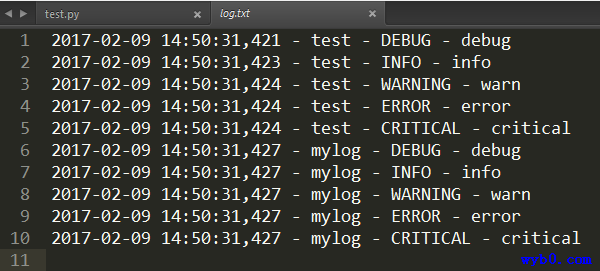 test.py × log.txt ×
1 2017-02-09 14:50:31,421 - test - DEBUG - debug
2 2017-02-09 14:50:31,423 - test - INFO - info
3 2017-02-09 14:50:31,424 - test - WARNING - warn
4 2017-02-09 14:50:31,424 - test - ERROR - error
5 2017-02-09 14:50:31,424 - test - CRITICAL - critical
6 2017-02-09 14:50:31,427 - mylog - DEBUG - debug
7 2017-02-09 14:50:31,427 - mylog - INFO - info
8 2017-02-09 14:50:31,427 - mylog - WARNING - warn
9 2017-02-09 14:50:31,427 - mylog - ERROR - error
10 2017-02-09 14:50:31,427 - mylog - CRITICAL - critical
11